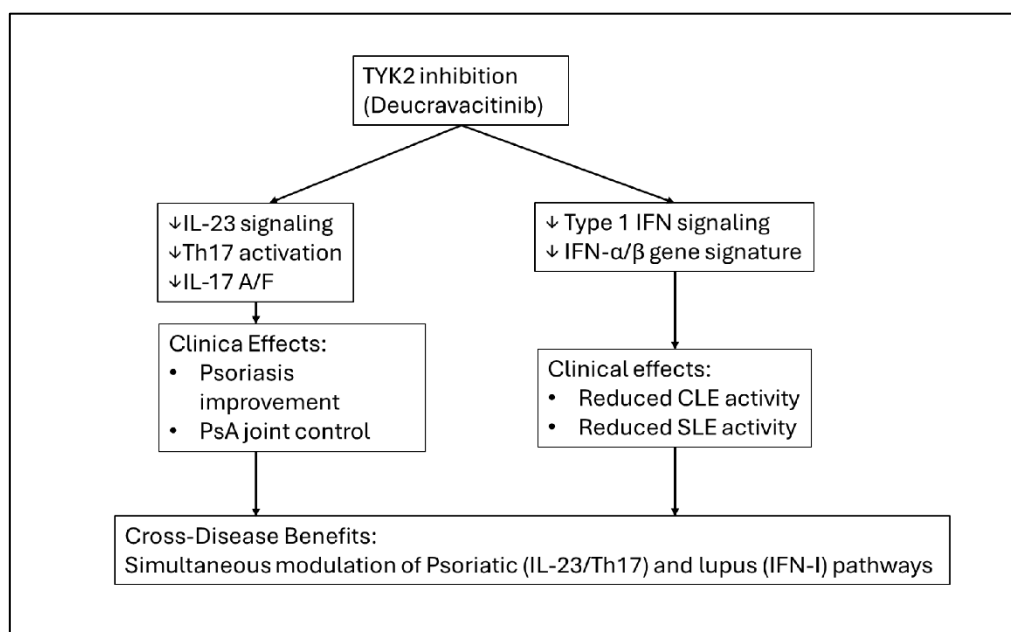 TYK2 inhibition
(Deucravacitinib)
↓IL-23 signaling
↓Th17 activation
↓IL-17 A/F
↓ Type 1 IFN signaling
↓ IFN-α/β gene signature
Clinica Effects:
• Psoriasis
improvement
• PsA joint control
Clinical effects:
• Reduced CLE activity
• Reduced SLE activity
Cross-Disease Benefits:
Simultaneous modulation of Psoriatic (IL-23/Th17) and lupus (IFN-I) pathways